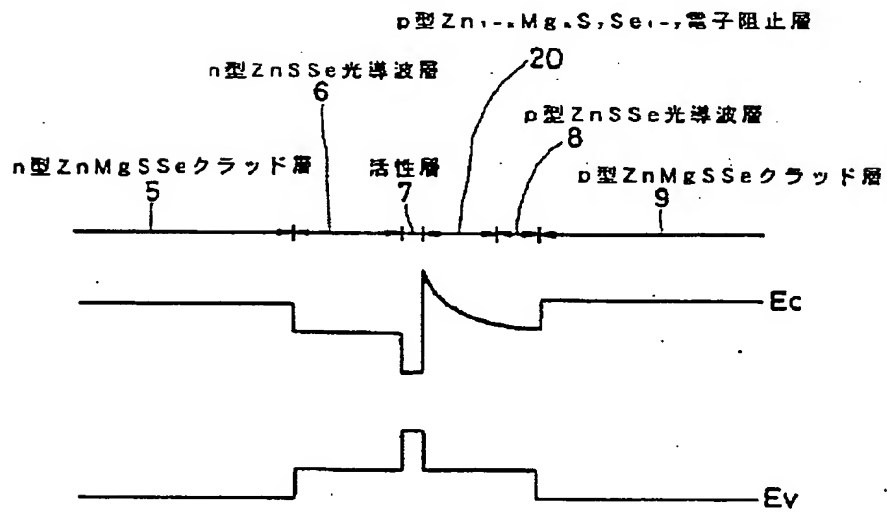 p型Zn₁₋ₓMgₓSᵧSe₁₋ᵧ電子阻止層
20
n型ZnSSe光導波層
6
p型ZnSSe光導波層
8
n型ZnMgSSeクラッド層
5
活性層
7
p型ZnMgSSeクラッド層
9
Ec
Ev